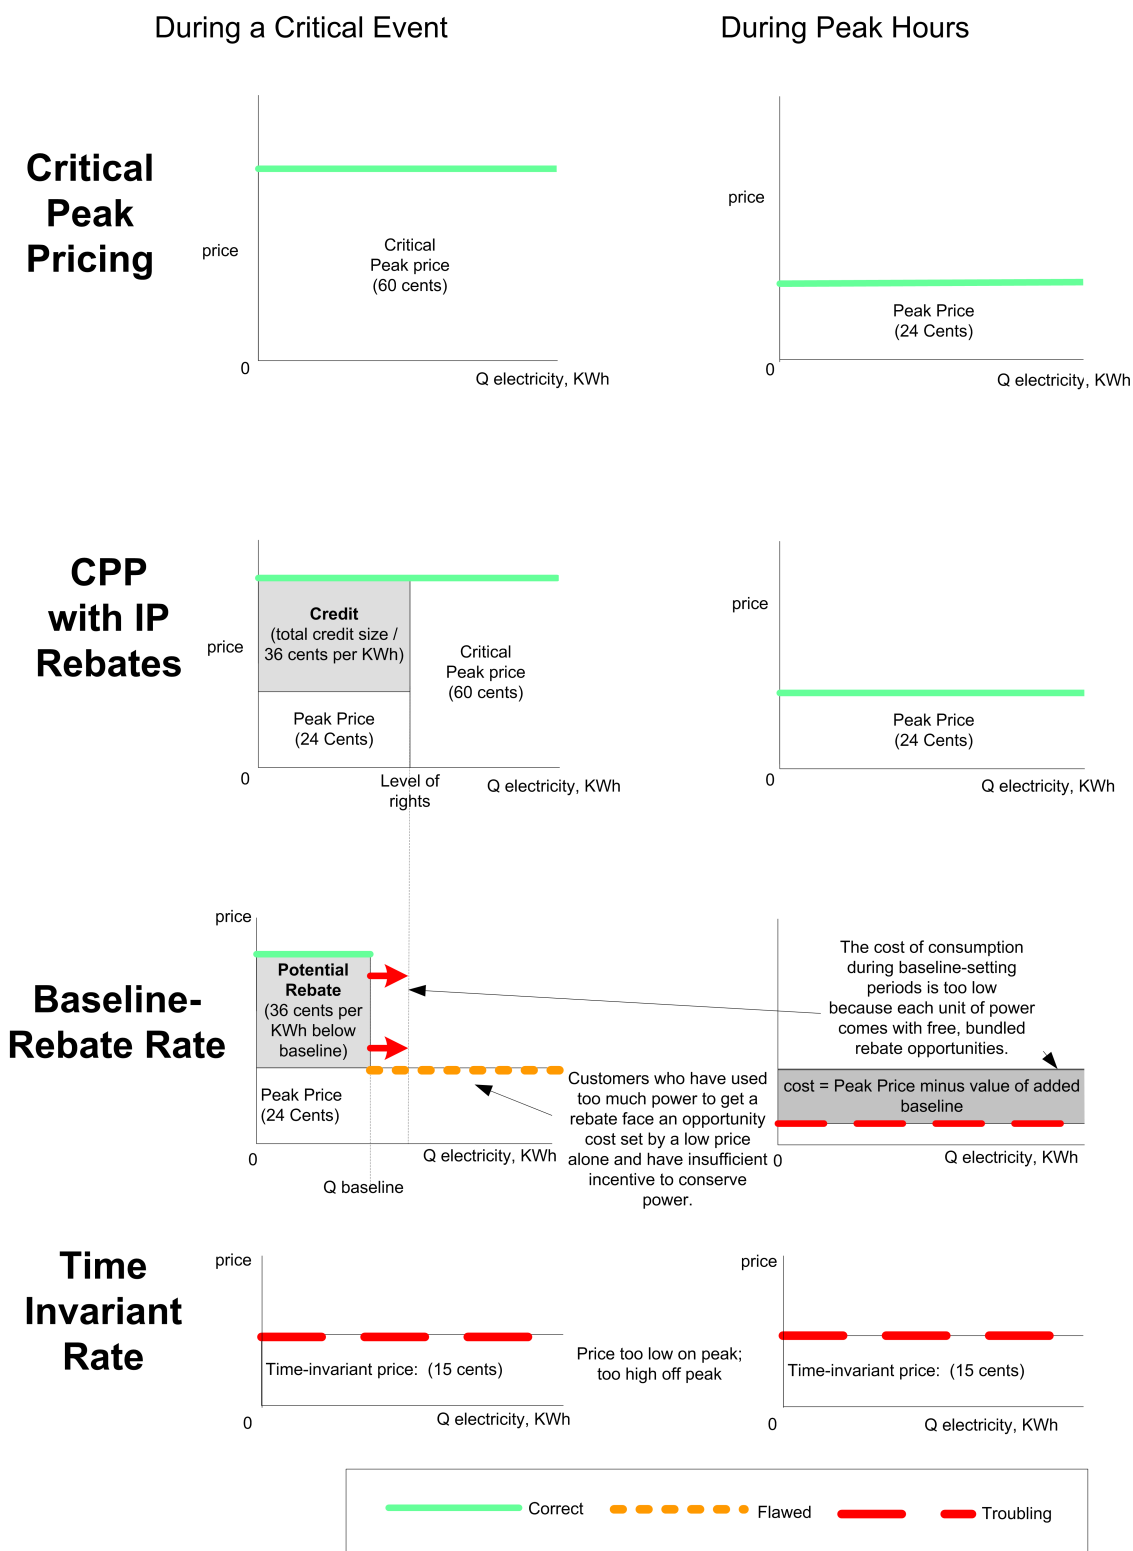 During a Critical Event
During Peak Hours
Critical
Peak
Pricing
price
Critical
Peak price
(60 cents)
0
Q electricity, KWh
price
Peak Price
(24 Cents)
0
Q electricity, KWh
CPP
with IP
Rebates
price
Credit
(total credit size /
36 cents per KWh)
Critical
Peak price
(60 cents)
Peak Price
(24 Cents)
0
Level of
rights
Q electricity, KWh
price
Peak Price
(24 Cents)
0
Q electricity, KWh
Baseline-
Rebate Rate
price
Potential
Rebate
(36 cents per
KWh below
baseline)
Peak Price
(24 Cents)
0
Q electricity, KWh
Q baseline
Customers who have used
too much power to get a
rebate face an opportunity
cost set by a low price
alone and have insufficient
incentive to conserve
power.
The cost of consumption
during baseline-setting
periods is too low
because each unit of power
comes with free, bundled
rebate opportunities.
cost = Peak Price minus value of added
baseline
0
Q electricity, KWh
Time
Invariant
Rate
price
Time-invariant price:  (15 cents)
0
Q electricity, KWh
Price too low on peak;
too high off peak
price
Time-invariant price:  (15 cents)
0
Q electricity, KWh
Correct
Flawed
Troubling